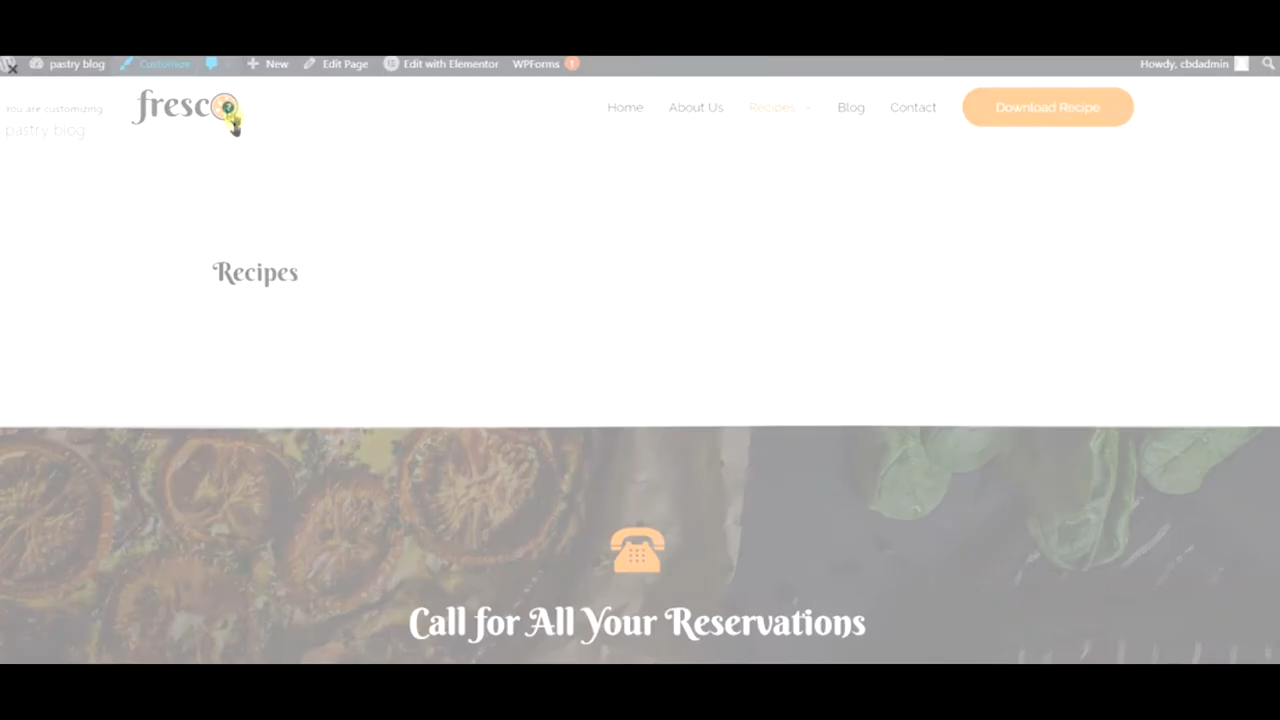 pastry blog Customize New Edit Page Edit with Elementor WPForms 1 Howdy, cbdadmin
You are customizing
pastry blog
fresco
Home About Us Recipes Blog Contact Download Recipe
Recipes
Call for All Your Reservations